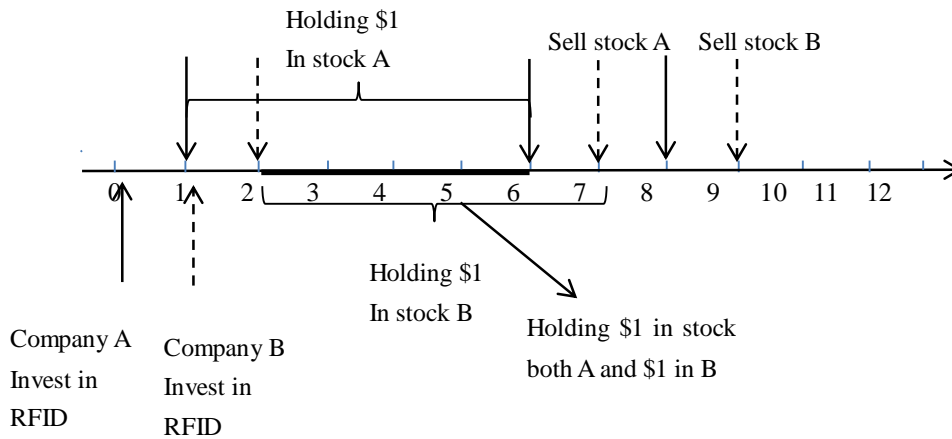 Holding $1
In stock A
Sell stock A
Sell stock B
0 1 2 3 4 5 6 7 8 9 10 11 12
Holding $1
In stock B
Holding $1 in stock
both A and $1 in B
Company A
Invest in
RFID
Company B
Invest in
RFID